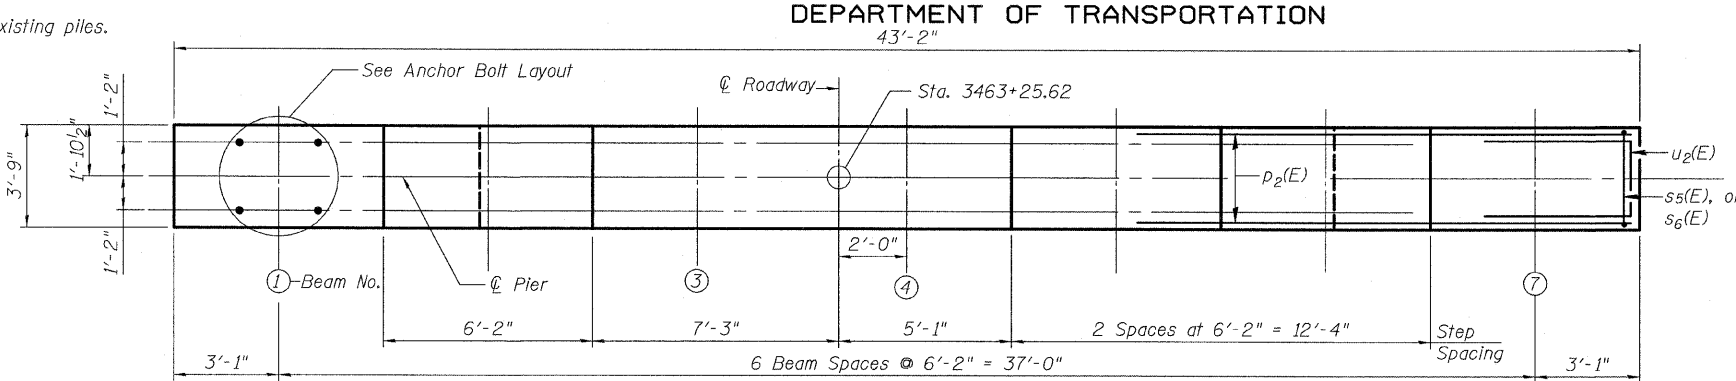 DEPARTMENT OF TRANSPORTATION
xisting piles.
43'-2"
See Anchor Bolt Layout
℄ Roadway
Sta. 3463+25.62
1'-2"
1'-10½"
3'-9"
1'-2"
p2(E)
u2(E)
s5(E), o
s6(E)
2'-0"
1 Beam No.
℄ Pier
3
4
7
6'-2"
7'-3"
5'-1"
2 Spaces at 6'-2" = 12'-4"
Step
Spacing
3'-1"
6 Beam Spaces @ 6'-2" = 37'-0"
3'-1"